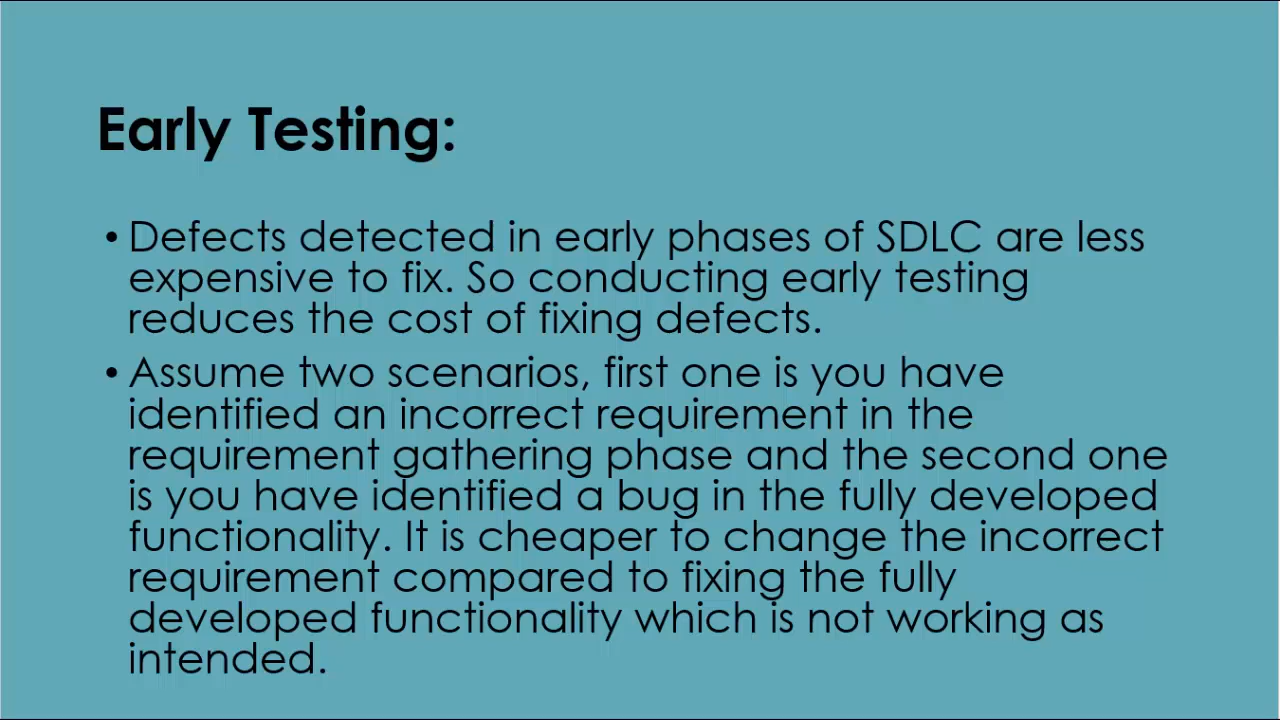 Early Testing:
• Defects detected in early phases of SDLC are less
expensive to fix. So conducting early testing
reduces the cost of fixing defects.
• Assume two scenarios, first one is you have
identified an incorrect requirement in the
requirement gathering phase and the second one
is you have identified a bug in the fully developed
functionality. It is cheaper to change the incorrect
requirement compared to fixing the fully
developed functionality which is not working as
intended.